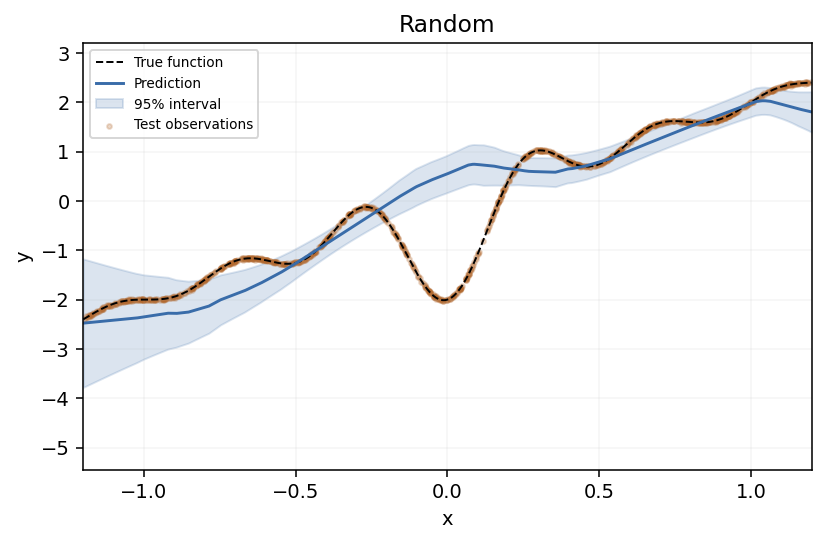 Random
True function
Prediction
95% interval
Test observations
3
2
1
0
−1
−2
−3
−4
−5
y
−1.0
−0.5
0.0
0.5
1.0
x